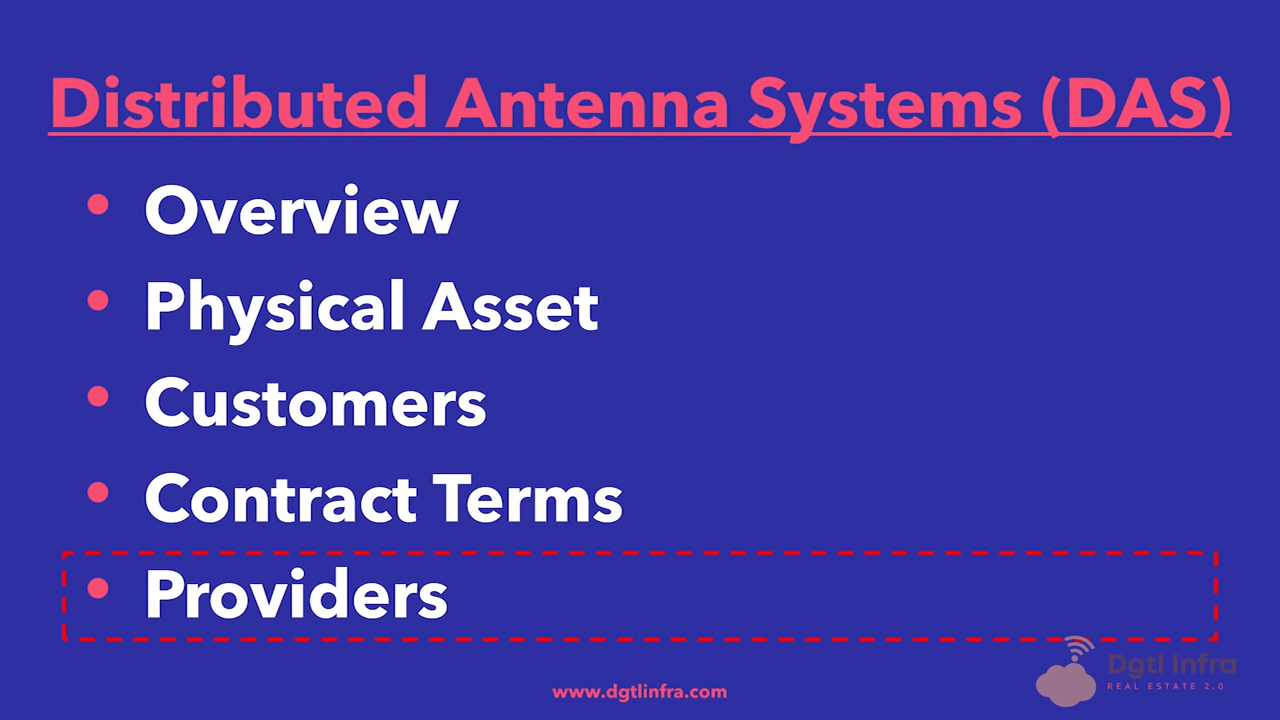 Distributed Antenna Systems (DAS)
• Overview
• Physical Asset
• Customers
• Contract Terms
• Providers
Dgtl Infra
REAL ESTATE 2.0
www.dgtlinfra.com